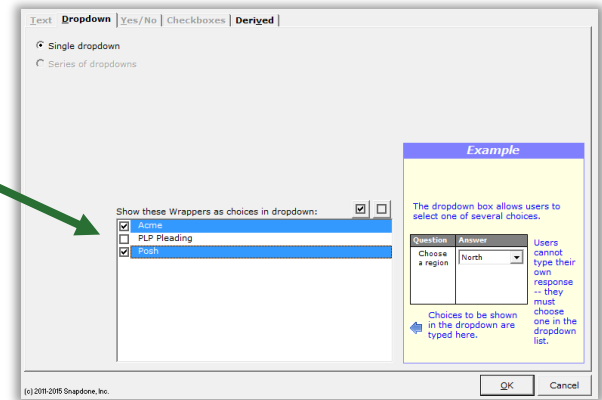 Text Dropdown Yes/No Checkboxes Derived
Single dropdown
Series of dropdowns
Show these Wrappers as choices in dropdown:
Acme
PLP Pleading
Posh
Example
The dropdown box allows users to
select one of several choices.
Question Answer
Choose
a region
North
Users
cannot
type their
own
response
-- they
must
choose
one in the
dropdown
list.
Choices to be shown
in the dropdown are
typed here.
(c) 2011-2015 Snapdone, Inc.
OK Cancel